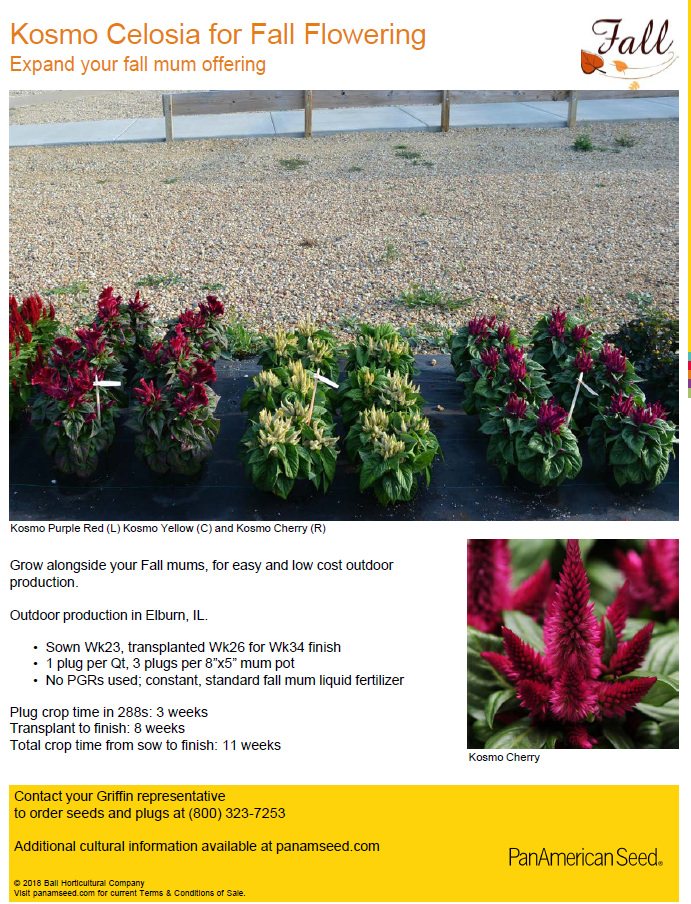 Kosmo Celosia for Fall Flowering
Expand your fall mum offering
Fall
Kosmo Purple Red (L) Kosmo Yellow (C) and Kosmo Cherry (R)
Grow alongside your Fall mums, for easy and low cost outdoor
production.
Outdoor production in Elburn, IL.
• Sown Wk23, transplanted Wk26 for Wk34 finish
• 1 plug per Qt, 3 plugs per 8”x5” mum pot
• No PGRs used; constant, standard fall mum liquid fertilizer
Plug crop time in 288s: 3 weeks
Transplant to finish: 8 weeks
Total crop time from sow to finish: 11 weeks
Kosmo Cherry
Contact your Griffin representative
to order seeds and plugs at (800) 323-7253
Additional cultural information available at panamseed.com
PanAmerican Seed®
© 2018 Ball Horticultural Company
Visit panamseed.com for current Terms & Conditions of Sale.